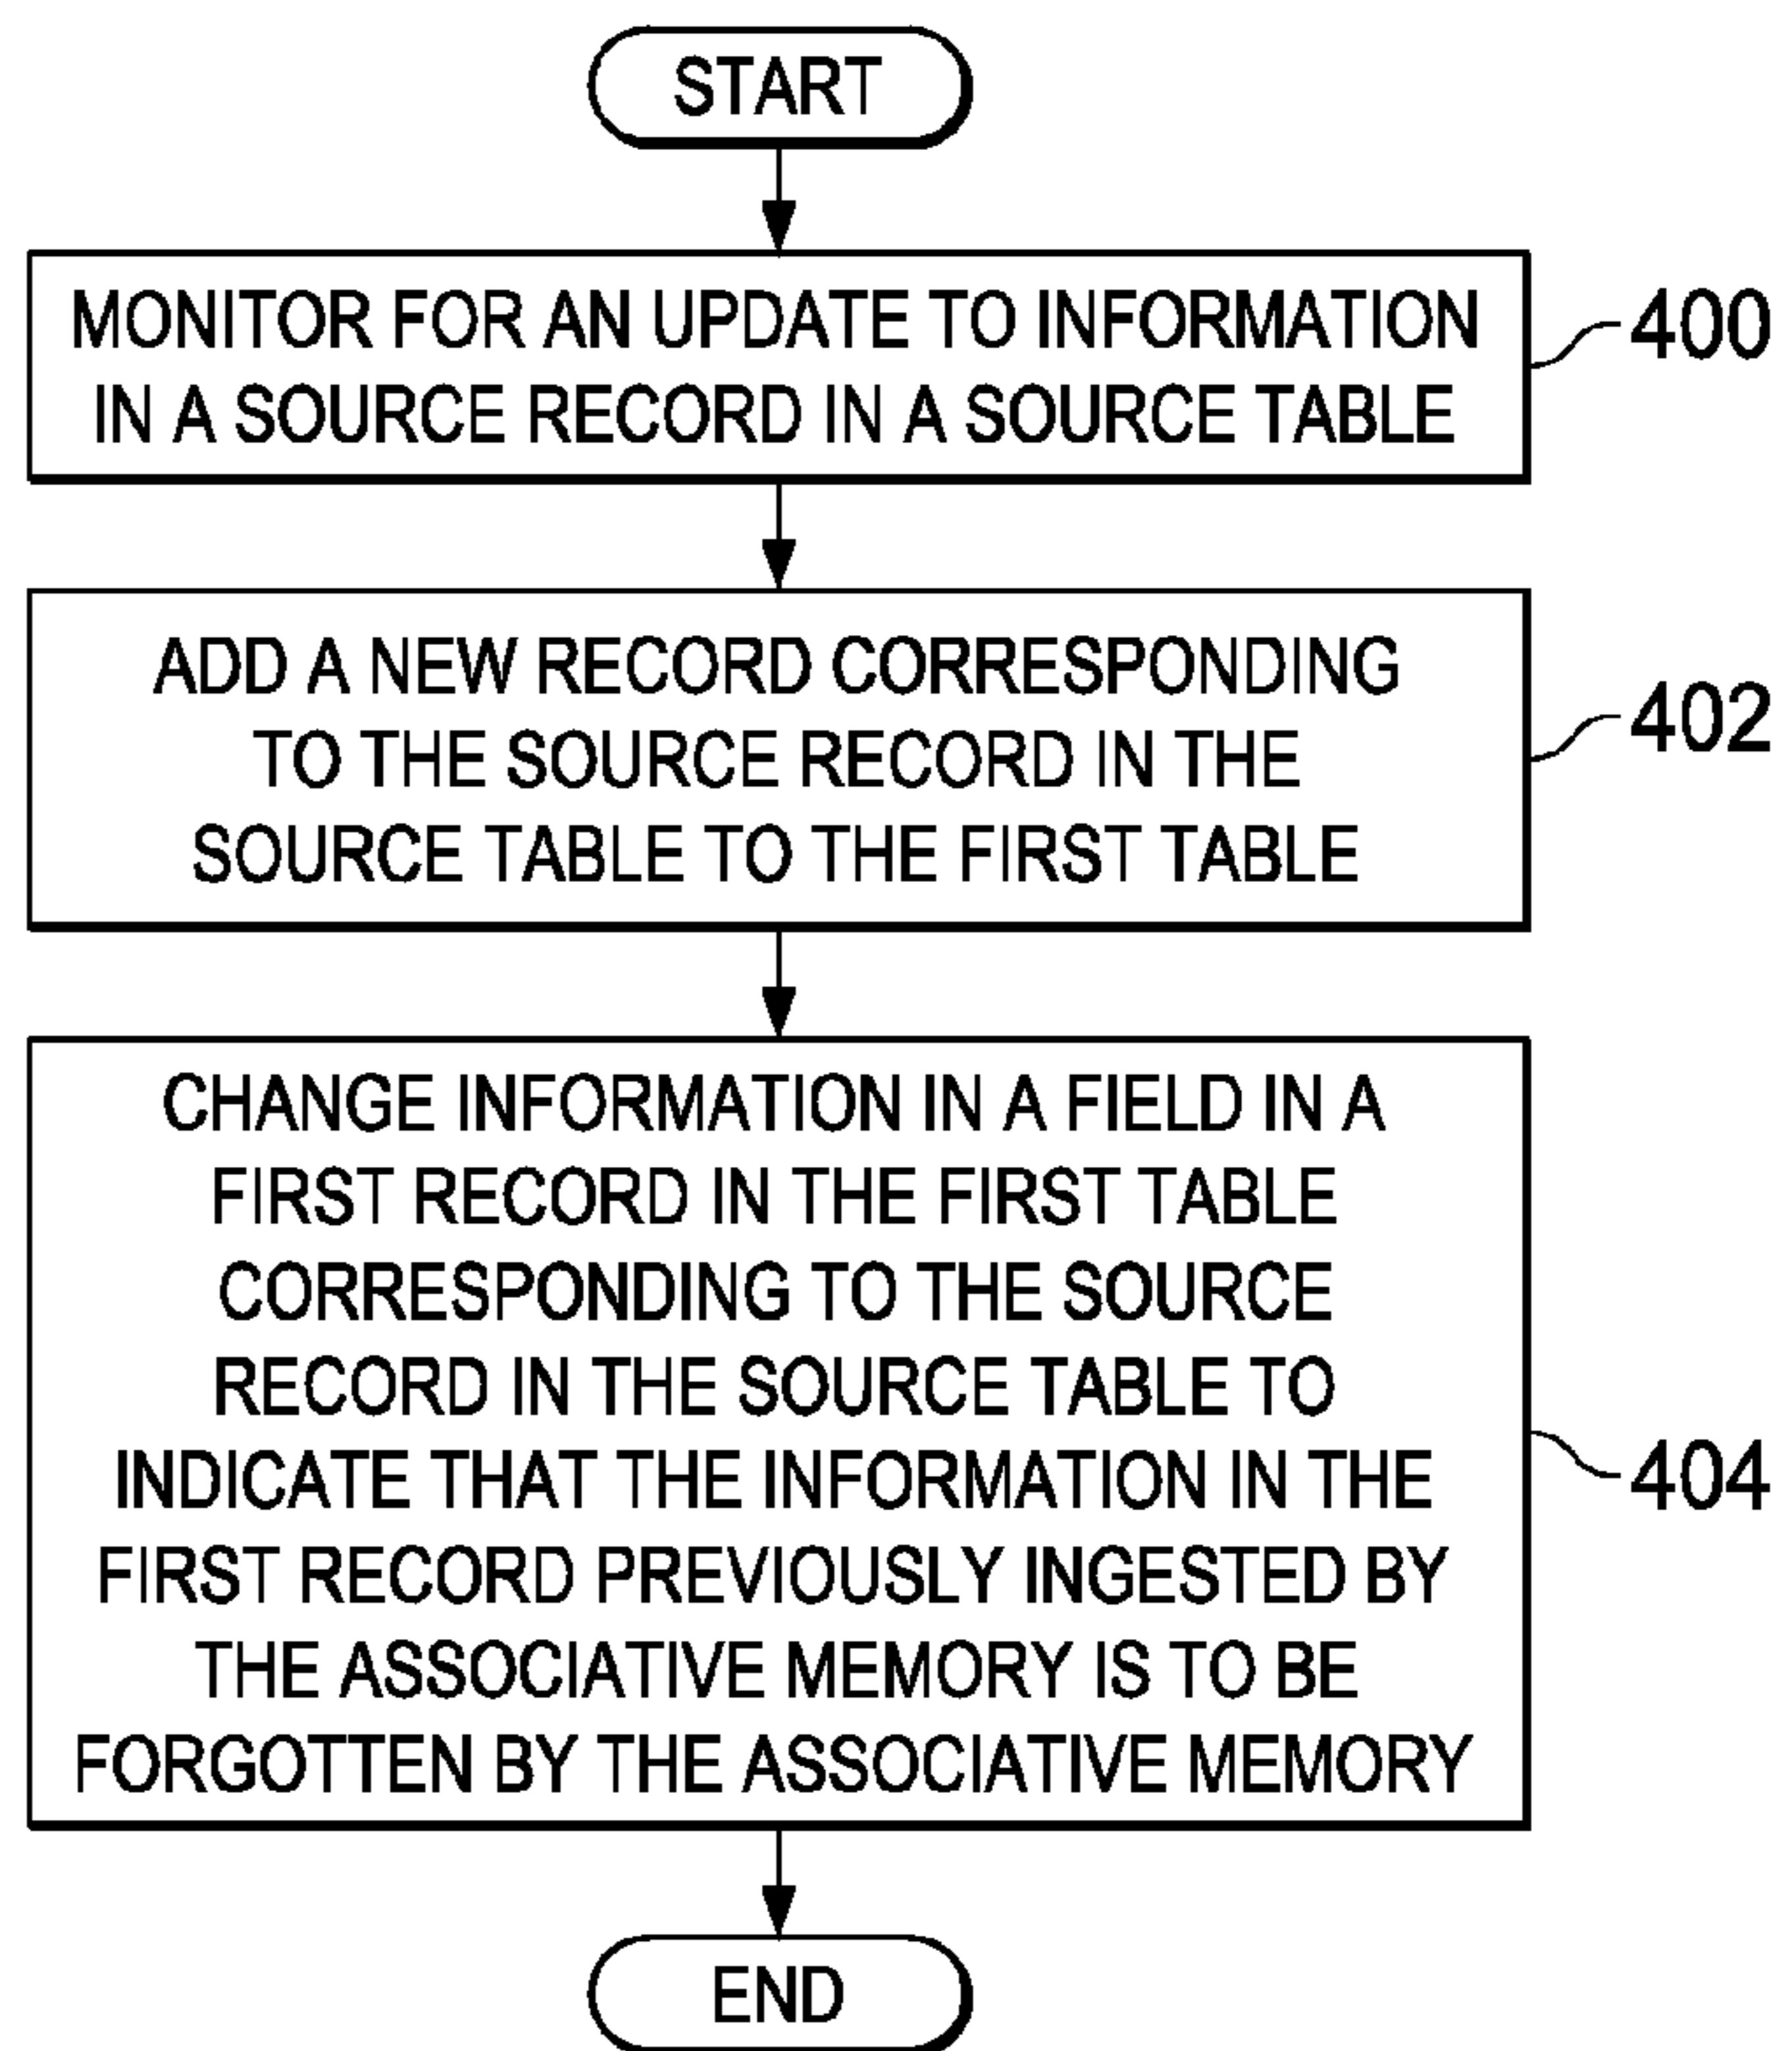 START
MONITOR FOR AN UPDATE TO INFORMATION
IN A SOURCE RECORD IN A SOURCE TABLE
400
ADD A NEW RECORD CORRESPONDING
TO THE SOURCE RECORD IN THE
SOURCE TABLE TO THE FIRST TABLE
402
CHANGE INFORMATION IN A FIELD IN A
FIRST RECORD IN THE FIRST TABLE
CORRESPONDING TO THE SOURCE
RECORD IN THE SOURCE TABLE TO
INDICATE THAT THE INFORMATION IN THE
FIRST RECORD PREVIOUSLY INGESTED BY
THE ASSOCIATIVE MEMORY IS TO BE
FORGOTTEN BY THE ASSOCIATIVE MEMORY
404
END